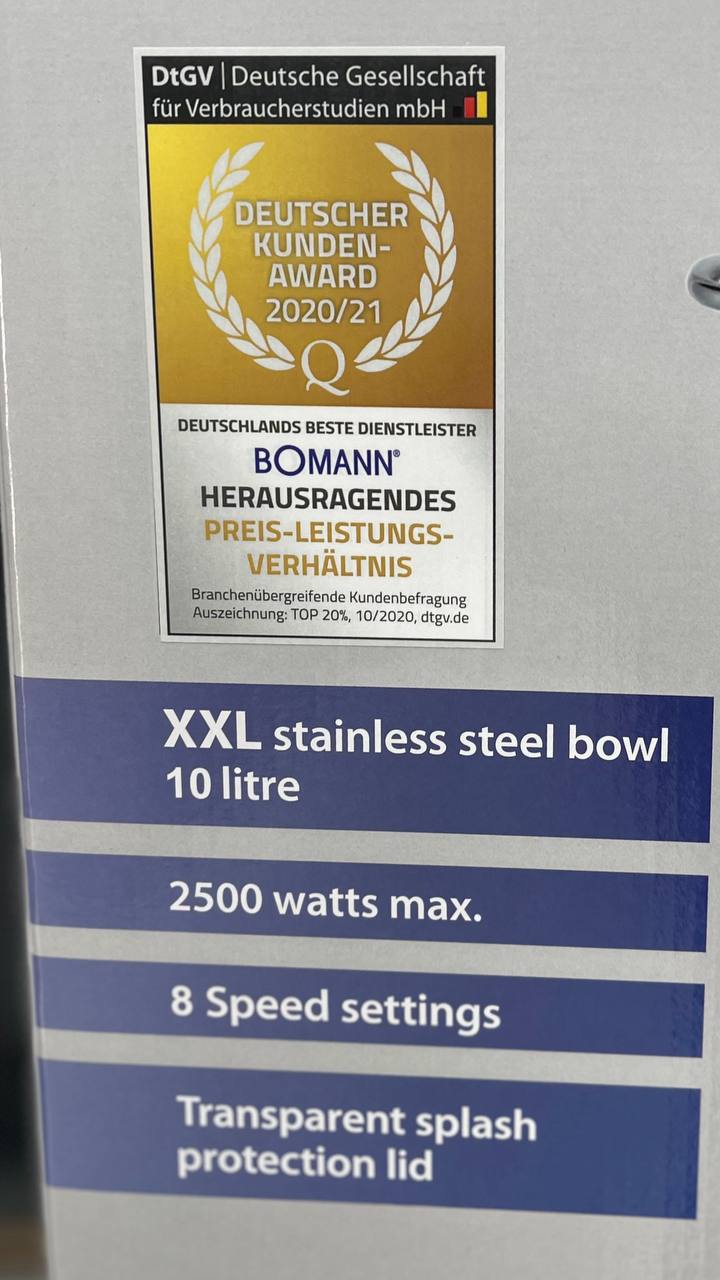 DtGV | Deutsche Gesellschaft
für Verbraucherstudien mbH
DEUTSCHER
KUNDEN-
AWARD
2020/21
Q
DEUTSCHLANDS BESTE DIENSTLEISTER
BOMANN®
HERAUSRAGENDES
PREIS-LEISTUNGS-
VERHÄLTNIS
Branchenübergreifende Kundenbefragung
Auszeichnung: TOP 20%, 10/2020, dtgv.de
XXL stainless steel bowl
10 litre
2500 watts max.
8 Speed settings
Transparent splash
protection lid